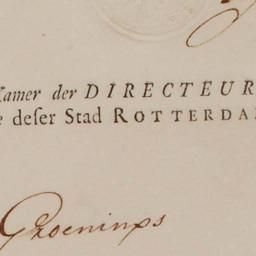 Kamer der DIRECTEUR
e deſer Stad ROTTERDA
Groenings